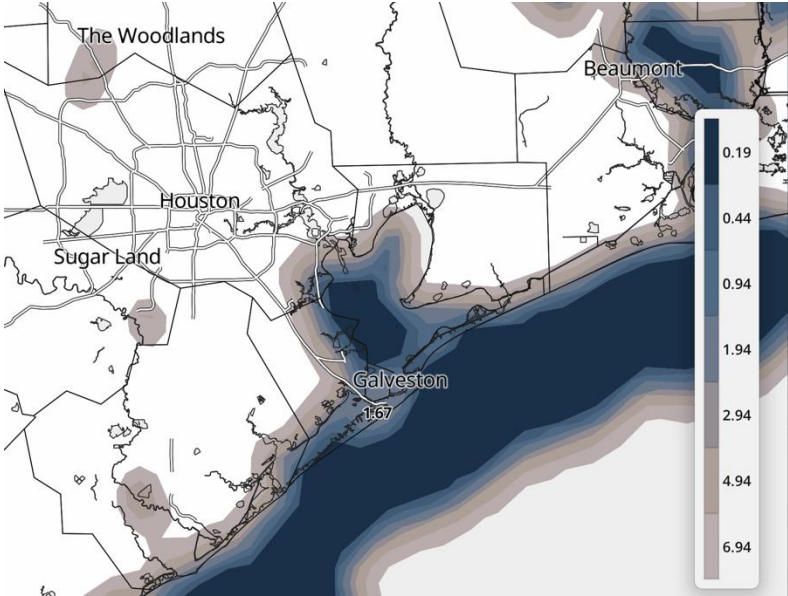 The Woodlands
Beaumont
Houston
Sugar Land
Galveston
1.67
0.19
0.44
0.94
1.94
2.94
4.94
6.94